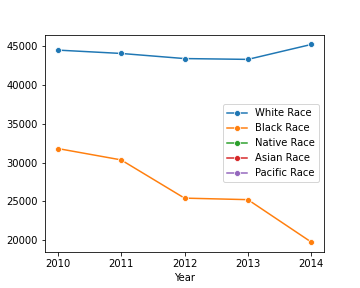 45000
40000
35000
30000
25000
20000
White Race
Black Race
Native Race
Asian Race
Pacific Race
2010 2011 2012 2013 2014
Year